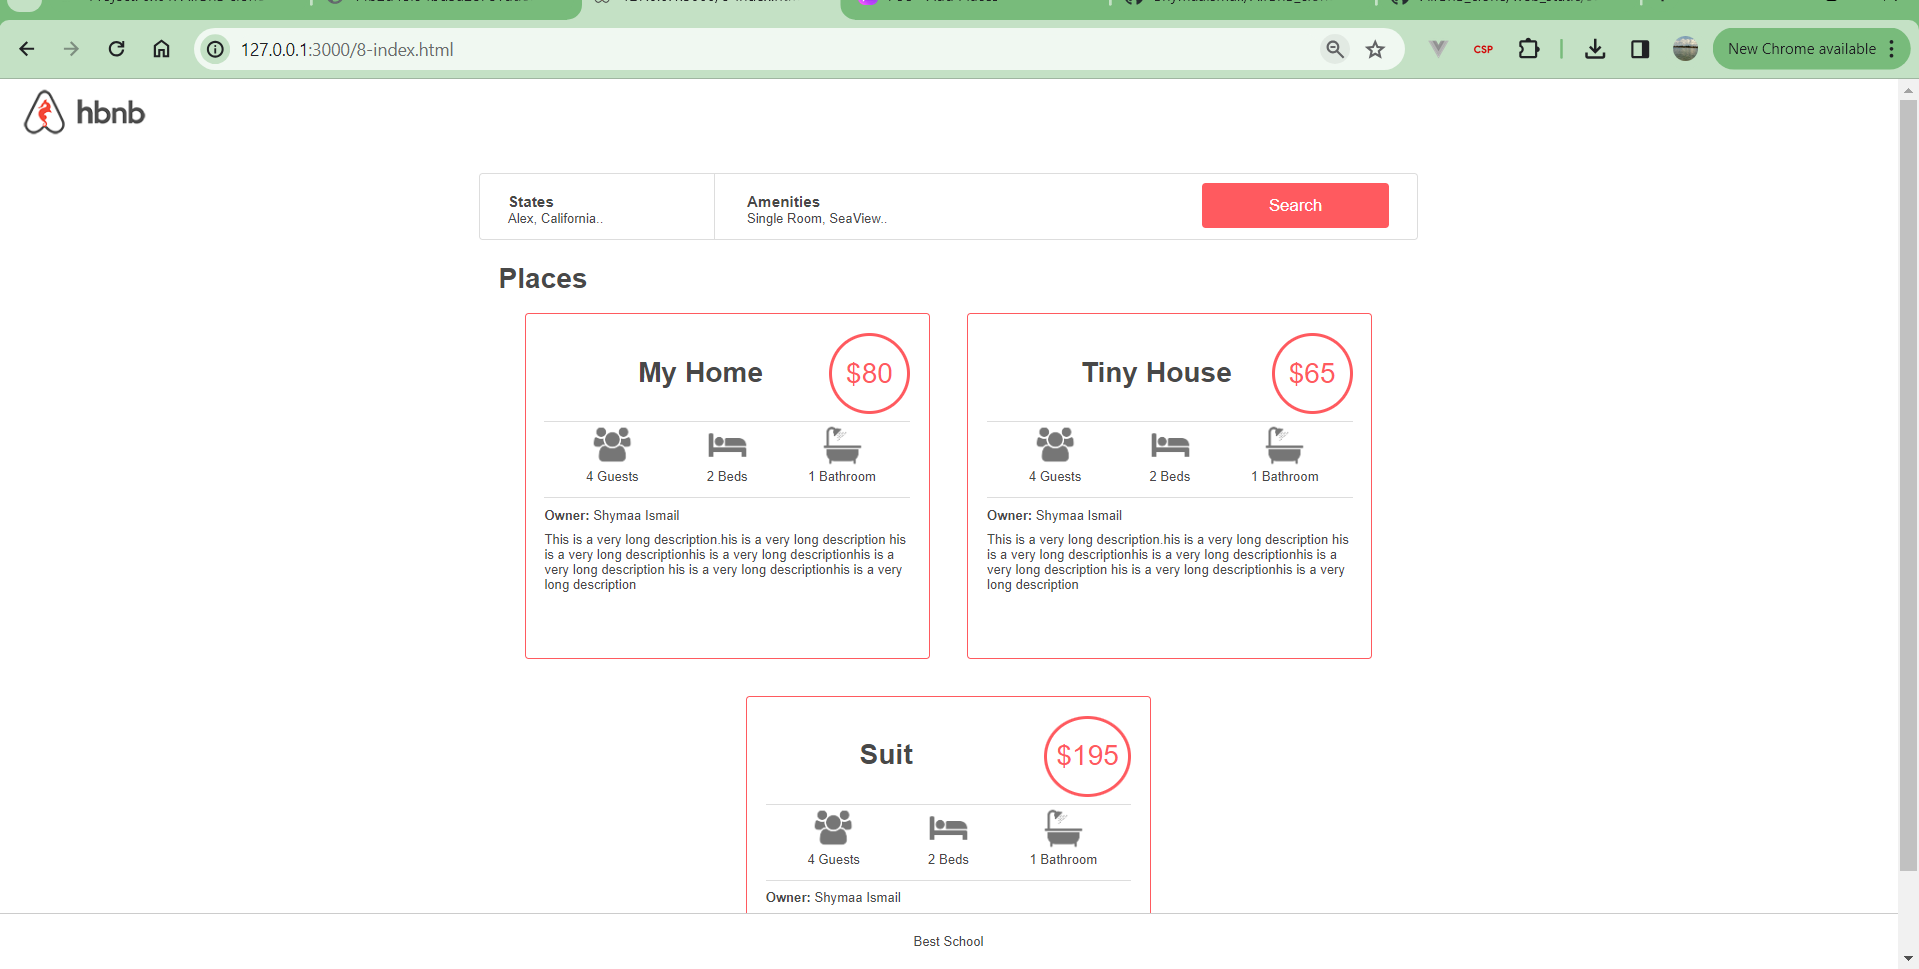 127.0.0.1:3000/8-index.html
CSP
New Chrome available
hbnb
States
Alex, California..
Amenities
Single Room, SeaView..
Search
Places
My Home
$80
4 Guests
2 Beds
1 Bathroom
Owner: Shymaa Ismail
This is a very long description.his is a very long description his
is a very long descriptionhis is a very long descriptionhis is a
very long description his is a very long descriptionhis is a very
long description
Tiny House
$65
4 Guests
2 Beds
1 Bathroom
Owner: Shymaa Ismail
This is a very long description.his is a very long description his
is a very long descriptionhis is a very long descriptionhis is a
very long description his is a very long descriptionhis is a very
long description
Suit
$195
4 Guests
2 Beds
1 Bathroom
Owner: Shymaa Ismail
Best School